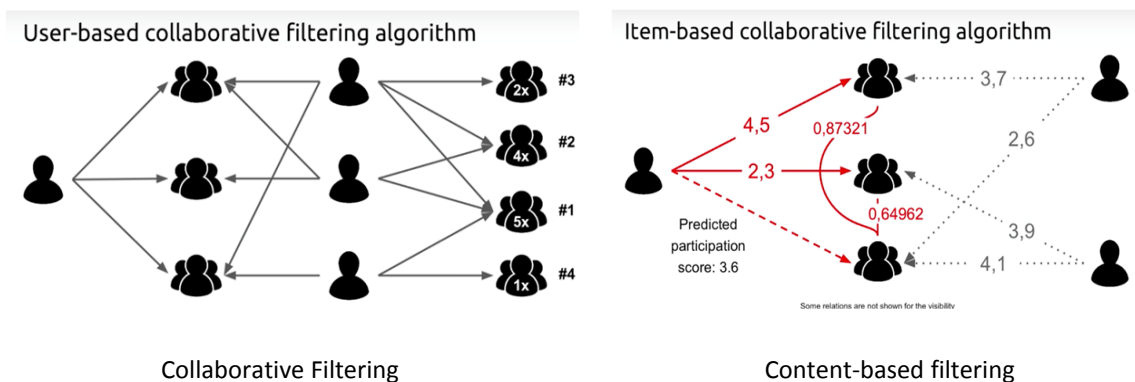 User-based collaborative filtering algorithm
2x
#3
4x
#2
5x
#1
1x
#4
Collaborative Filtering
Item-based collaborative filtering algorithm
4,5
0,87321
3,7
2,6
2,3
0,64962
Predicted
participation
score: 3.6
3,9
4,1
Some relations are not shown for the visibility
Content-based filtering